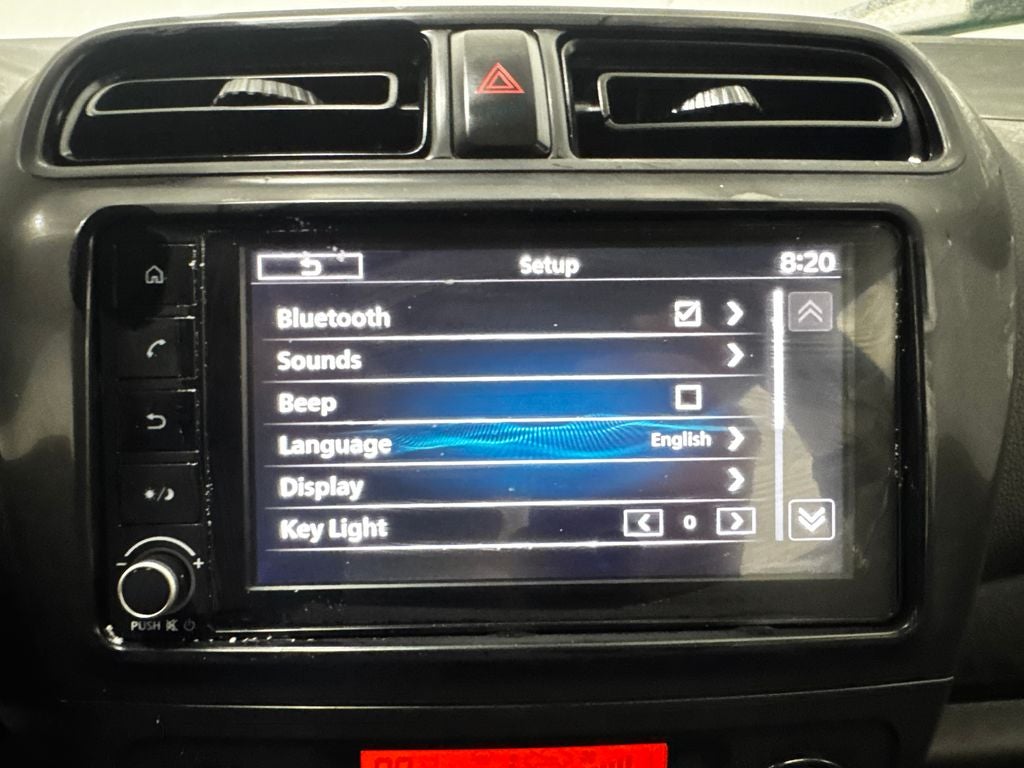 Setup 8:20
Bluetooth
Sounds
Beep
Language English
Display
Key Light 0
- +
PUSH